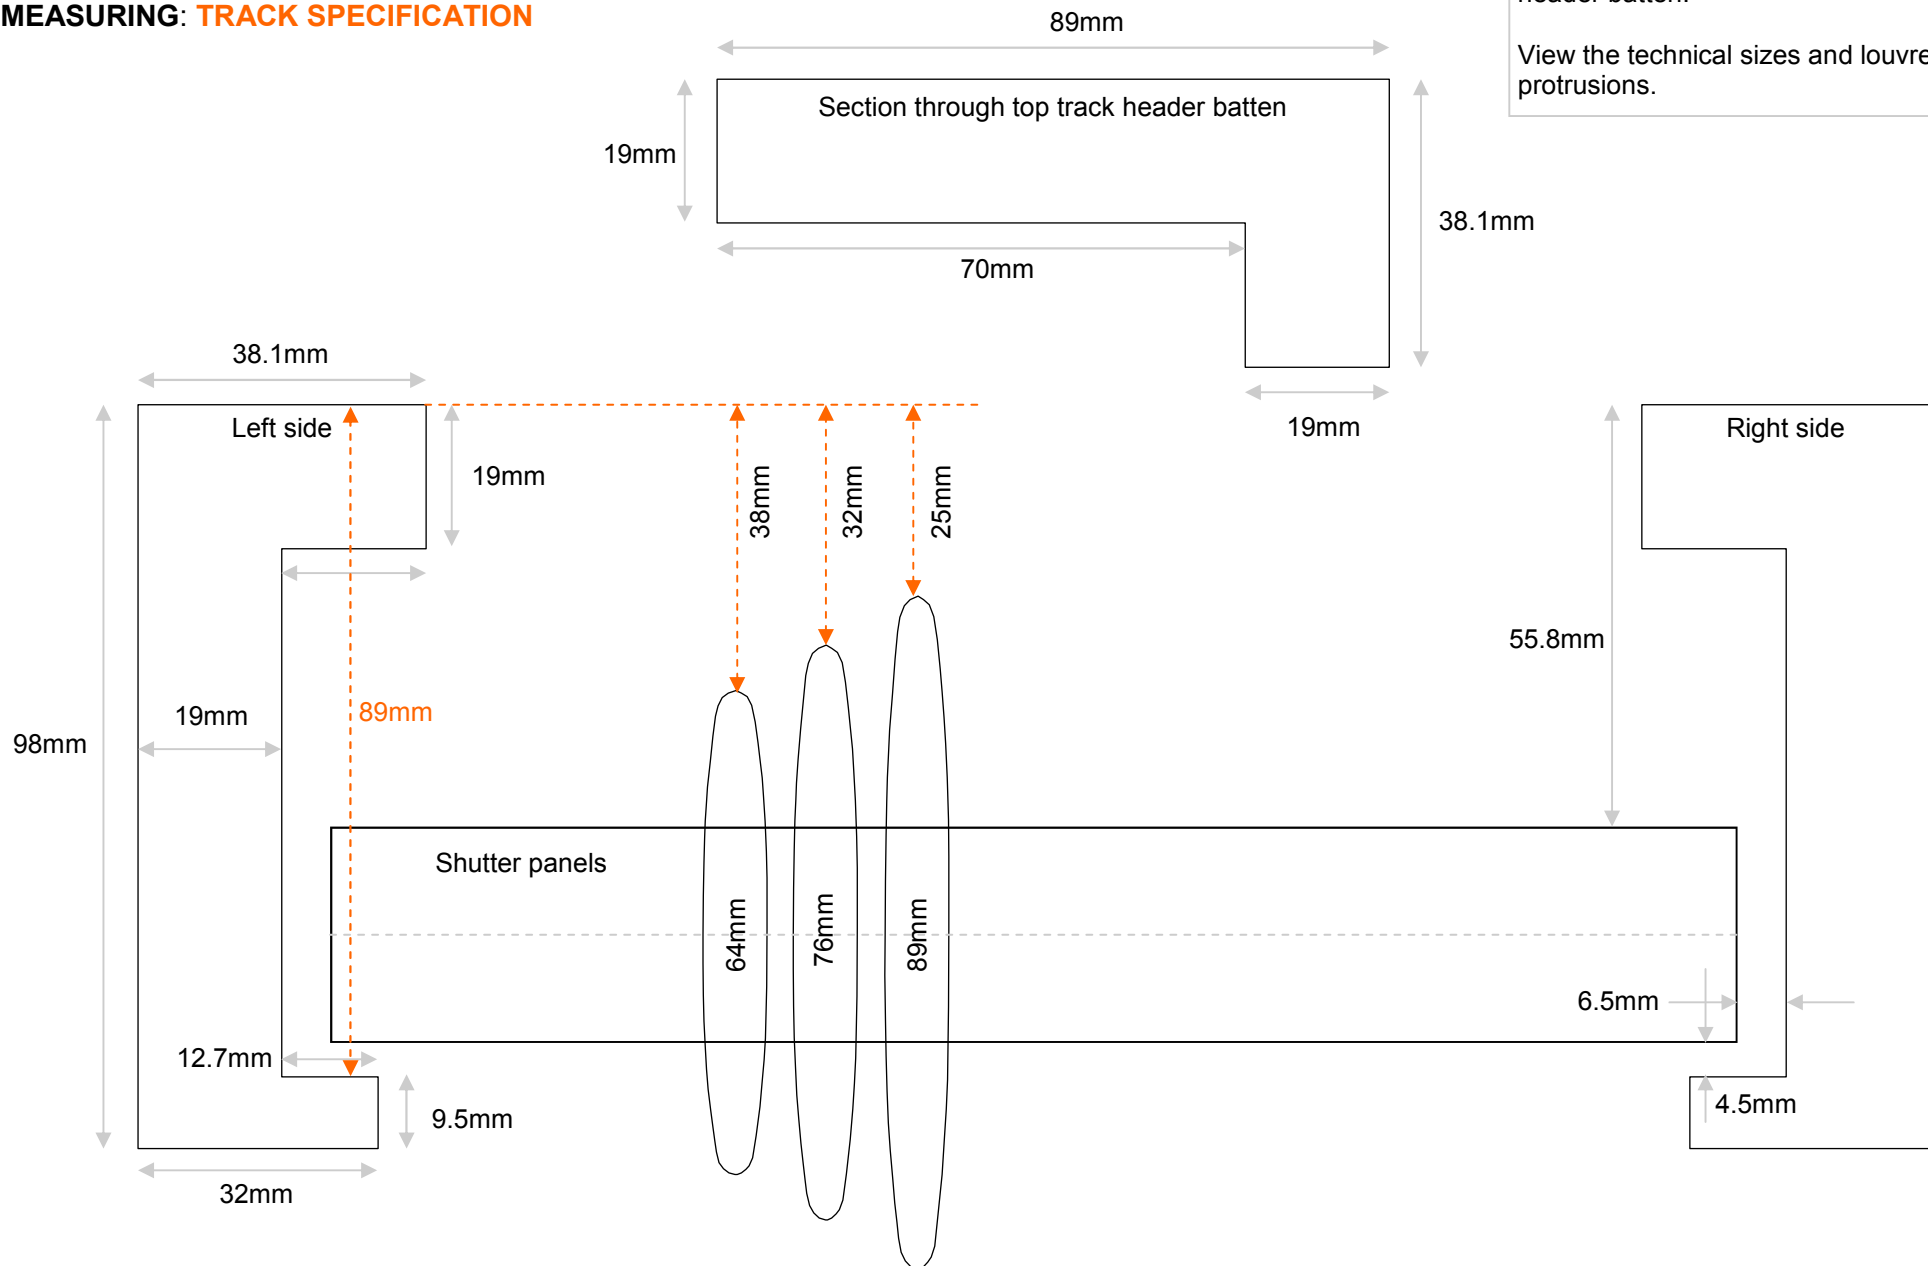 MEASURING: TRACK SPECIFICATION
header batten.
View the technical sizes and louvre
protrusions.
89mm
Section through top track header batten
19mm
38.1mm
70mm
19mm
38.1mm
Left side
Right side
19mm
38mm
32mm
25mm
55.8mm
19mm
89mm
98mm
Shutter panels
64mm
76mm
89mm
6.5mm
12.7mm
9.5mm
4.5mm
32mm